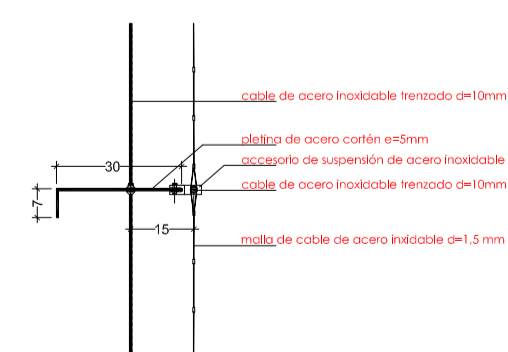 cable de acero inoxidable trenzado d=10mm
pletina de acero cortén e=5mm
30
accesorio de suspensión de acero inoxidable
cable de acero inoxidable trenzado d=10mm
7
15
malla de cable de acero inxidable d=1,5 mm